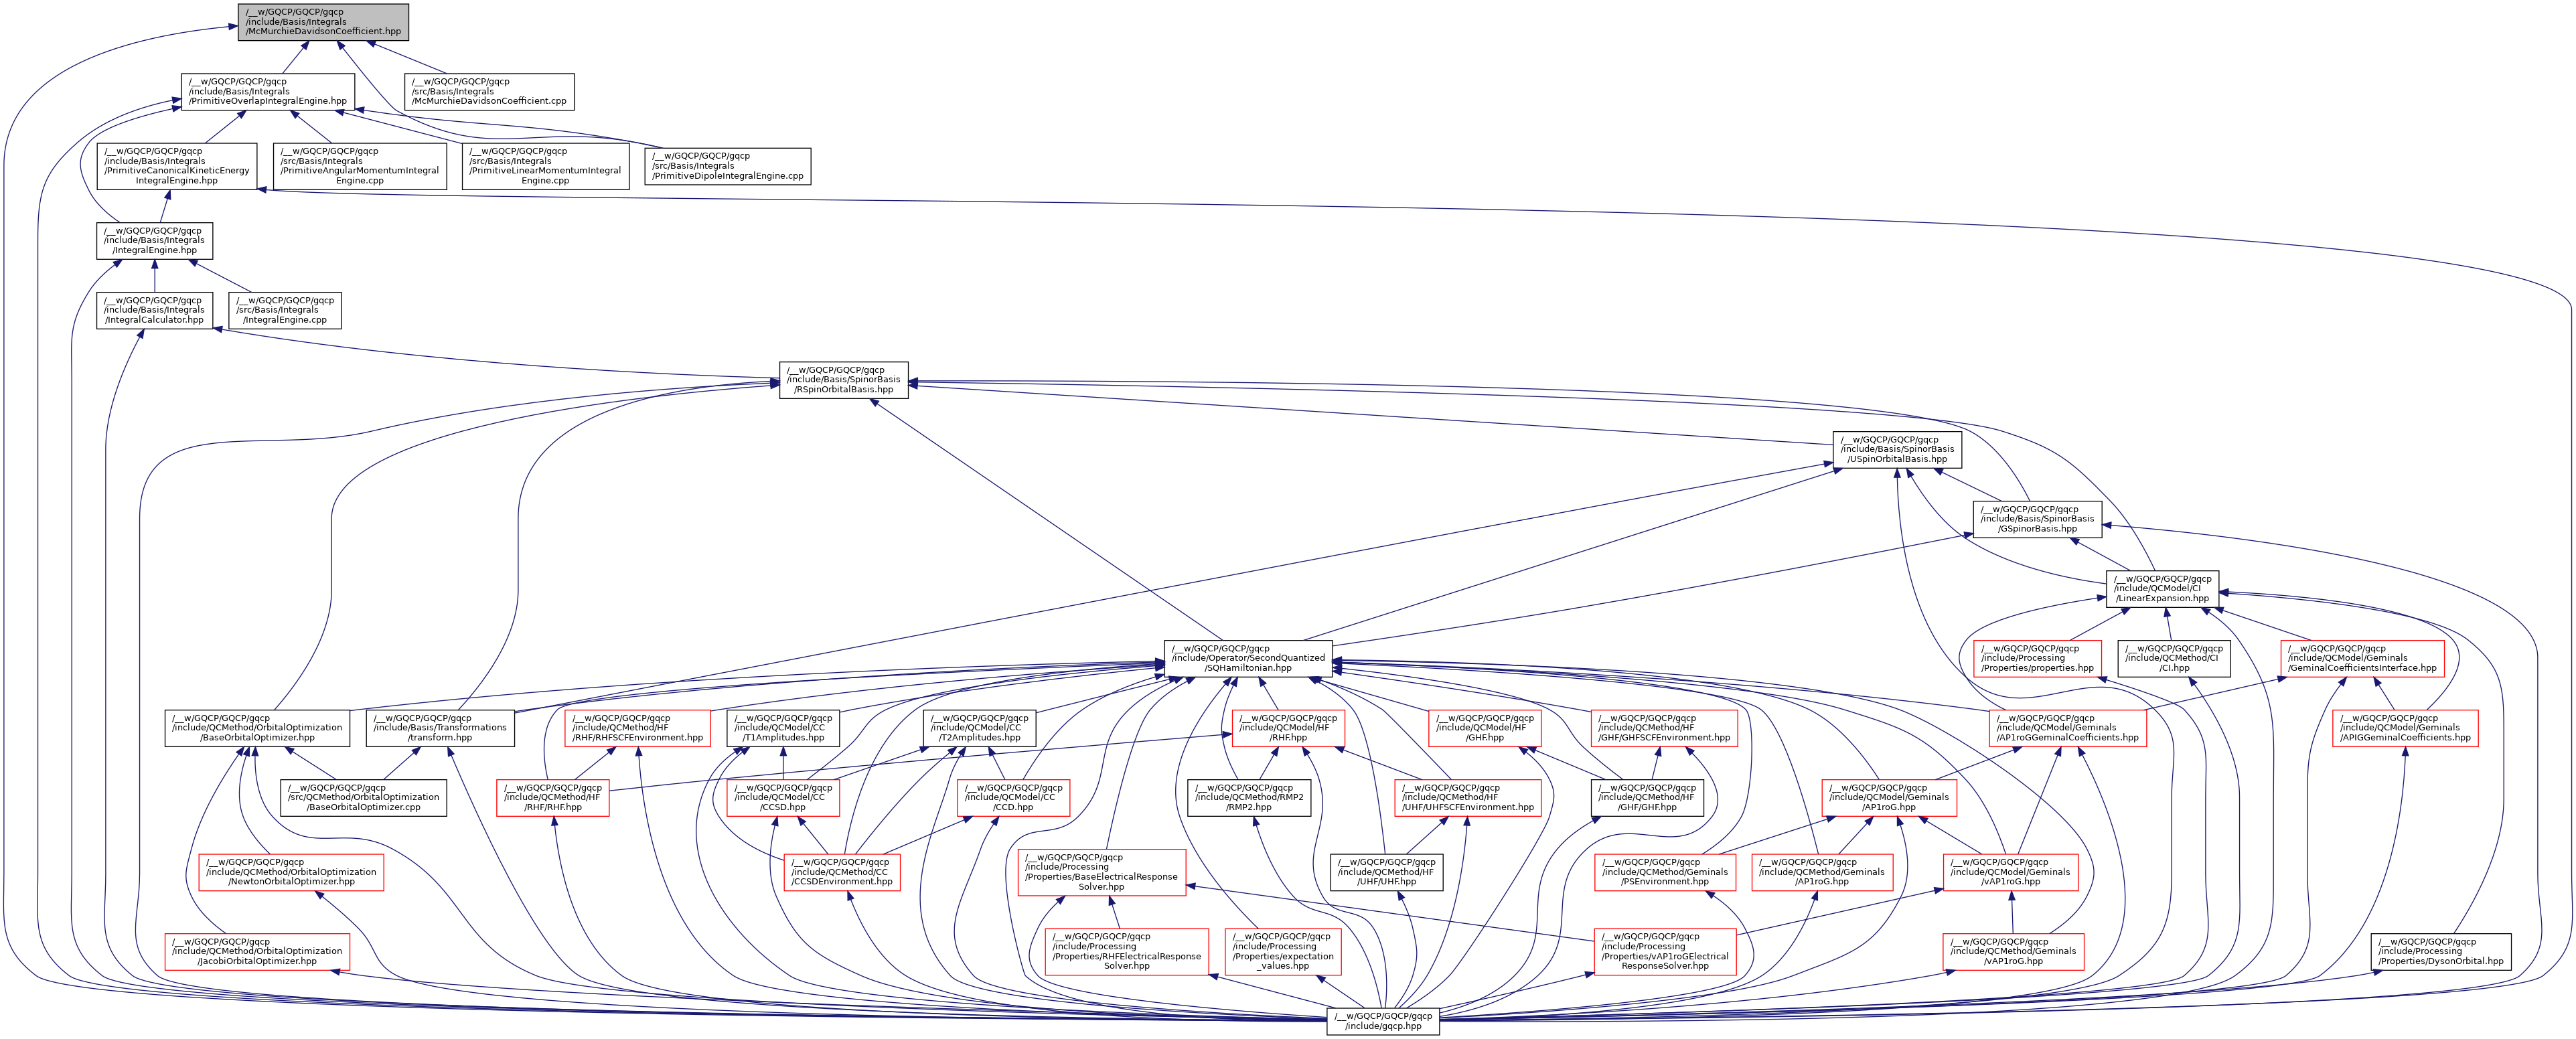 /__w/GQCP/GQCP/gqcp
/include/Basis/Integrals
/McMurchieDavidsonCoefficient.hpp
/__w/GQCP/GQCP/gqcp
/include/Basis/Integrals
/PrimitiveOverlapIntegralEngine.hpp
/__w/GQCP/GQCP/gqcp
/src/Basis/Integrals
/McMurchieDavidsonCoefficient.cpp
/__w/GQCP/GQCP/gqcp
/include/Basis/Integrals
/PrimitiveCanonicalKineticEnergy
IntegralEngine.hpp
/__w/GQCP/GQCP/gqcp
/src/Basis/Integrals
/PrimitiveAngularMomentumIntegral
Engine.cpp
/__w/GQCP/GQCP/gqcp
/src/Basis/Integrals
/PrimitiveLinearMomentumIntegral
Engine.cpp
/__w/GQCP/GQCP/gqcp
/src/Basis/Integrals
/PrimitiveDipoleIntegralEngine.cpp
/__w/GQCP/GQCP/gqcp
/include/Basis/Integrals
/IntegralEngine.hpp
/__w/GQCP/GQCP/gqcp
/include/Basis/Integrals
/IntegralCalculator.hpp
/__w/GQCP/GQCP/gqcp
/src/Basis/Integrals
/IntegralEngine.cpp
/__w/GQCP/GQCP/gqcp
/include/Basis/SpinorBasis
/RSpinOrbitalBasis.hpp
/__w/GQCP/GQCP/gqcp
/include/Basis/SpinorBasis
/USpinOrbitalBasis.hpp
/__w/GQCP/GQCP/gqcp
/include/Basis/SpinorBasis
/GSpinorBasis.hpp
/__w/GQCP/GQCP/gqcp
/include/QCModel/CI
/LinearExpansion.hpp
/__w/GQCP/GQCP/gqcp
/include/Operator/SecondQuantized
/SQHamiltonian.hpp
/__w/GQCP/GQCP/gqcp
/include/Processing
/Properties/properties.hpp
/__w/GQCP/GQCP/gqcp
/include/QCMethod/CI
/CI.hpp
/__w/GQCP/GQCP/gqcp
/include/QCModel/Geminals
/GeminalCoefficientsInterface.hpp
/__w/GQCP/GQCP/gqcp
/include/QCMethod/OrbitalOptimization
/BaseOrbitalOptimizer.hpp
/__w/GQCP/GQCP/gqcp
/include/Basis/Transformations
/transform.hpp
/__w/GQCP/GQCP/gqcp
/include/QCMethod/HF
/RHF/RHFSCFEnvironment.hpp
/__w/GQCP/GQCP/gqcp
/include/QCModel/CC
/T1Amplitudes.hpp
/__w/GQCP/GQCP/gqcp
/include/QCModel/CC
/T2Amplitudes.hpp
/__w/GQCP/GQCP/gqcp
/include/QCModel/HF
/RHF.hpp
/__w/GQCP/GQCP/gqcp
/include/QCModel/HF
/GHF.hpp
/__w/GQCP/GQCP/gqcp
/include/QCMethod/HF
/GHF/GHFSCFEnvironment.hpp
/__w/GQCP/GQCP/gqcp
/include/QCModel/Geminals
/AP1roGGeminalCoefficients.hpp
/__w/GQCP/GQCP/gqcp
/include/QCModel/Geminals
/APIGGeminalCoefficients.hpp
/__w/GQCP/GQCP/gqcp
/src/QCMethod/OrbitalOptimization
/BaseOrbitalOptimizer.cpp
/__w/GQCP/GQCP/gqcp
/include/QCMethod/HF
/RHF/RHF.hpp
/__w/GQCP/GQCP/gqcp
/include/QCModel/CC
/CCSD.hpp
/__w/GQCP/GQCP/gqcp
/include/QCModel/CC
/CCD.hpp
/__w/GQCP/GQCP/gqcp
/include/QCMethod/RMP2
/RMP2.hpp
/__w/GQCP/GQCP/gqcp
/include/QCMethod/HF
/UHF/UHFSCFEnvironment.hpp
/__w/GQCP/GQCP/gqcp
/include/QCMethod/HF
/GHF/GHF.hpp
/__w/GQCP/GQCP/gqcp
/include/QCModel/Geminals
/AP1roG.hpp
/__w/GQCP/GQCP/gqcp
/include/QCMethod/OrbitalOptimization
/NewtonOrbitalOptimizer.hpp
/__w/GQCP/GQCP/gqcp
/include/QCMethod/CC
/CCSDEnvironment.hpp
/__w/GQCP/GQCP/gqcp
/include/Processing
/Properties/BaseElectricalResponse
Solver.hpp
/__w/GQCP/GQCP/gqcp
/include/QCMethod/HF
/UHF/UHF.hpp
/__w/GQCP/GQCP/gqcp
/include/QCMethod/Geminals
/PSEnvironment.hpp
/__w/GQCP/GQCP/gqcp
/include/QCMethod/Geminals
/AP1roG.hpp
/__w/GQCP/GQCP/gqcp
/include/QCModel/Geminals
/vAP1roG.hpp
/__w/GQCP/GQCP/gqcp
/include/QCMethod/OrbitalOptimization
/JacobiOrbitalOptimizer.hpp
/__w/GQCP/GQCP/gqcp
/include/Processing
/Properties/RHFElectricalResponse
Solver.hpp
/__w/GQCP/GQCP/gqcp
/include/Processing
/Properties/expectation
_values.hpp
/__w/GQCP/GQCP/gqcp
/include/Processing
/Properties/vAP1roGElectrical
ResponseSolver.hpp
/__w/GQCP/GQCP/gqcp
/include/QCMethod/Geminals
/vAP1roG.hpp
/__w/GQCP/GQCP/gqcp
/include/Processing
/Properties/DysonOrbital.hpp
/__w/GQCP/GQCP/gqcp
/include/gqcp.hpp